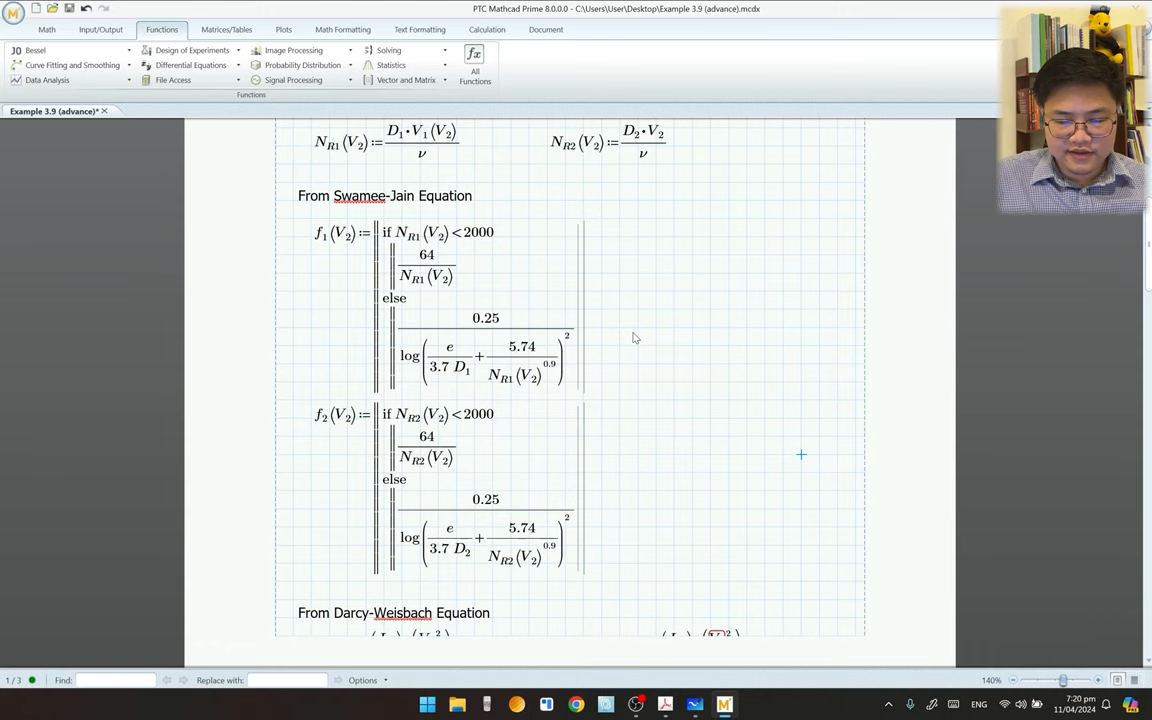 PTC Mathcad Prime 8.0.0.0 - C:\Users\User\Desktop\Example 3.9 (advance).mcdx
Math Input/Output Functions Matrices/Tables Plots Math Formatting Text Formatting Calculation Document
Bessel Design of Experiments Image Processing Solving
Curve Fitting and Smoothing Differential Equations Probability Distribution Statistics
Data Analysis File Access Signal Processing Vector and Matrix
fx
All
Functions
Functions
Example 3.9 (advance)*
N_R1(V_2):=D_1·V_1(V_2)/ν N_R2(V_2):=D_2·V_2/ν
From Swamee-Jain Equation
f_1(V_2):= if N_R1(V_2)<2000
64/N_R1(V_2)
else
0.25
log(e/3.7 D_1+5.74/N_R1(V_2)^0.9)^2
f_2(V_2):= if N_R2(V_2)<2000
64/N_R2(V_2)
else
0.25
log(e/3.7 D_2+5.74/N_R2(V_2)^0.9)^2
From Darcy-Weisbach Equation
1 / 3 Find: Replace with: Options 140%
ENG 7:20 pm
11/04/2024